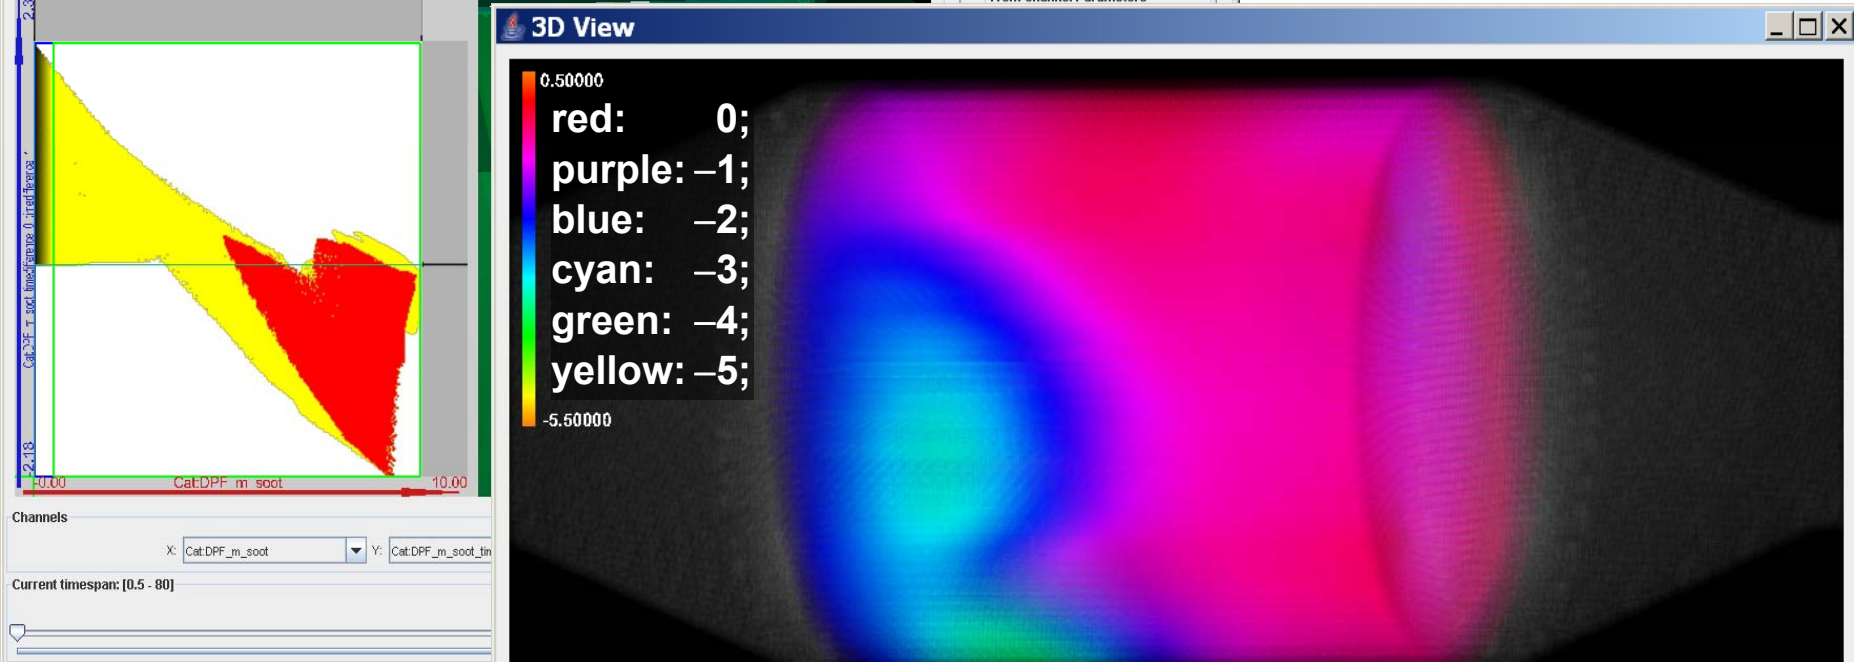 3D View
0.50000
red: 0;
purple: –1;
blue: –2;
cyan: –3;
green: –4;
yellow: –5;
-5.50000
2.3
-2.18
-0.00
Cat:DPF_m_soot
10.00
Channels
X: Cat:DPF_m_soot
Y: Cat:DPF_m_soot_tin
Current timespan: [0.5 - 80]